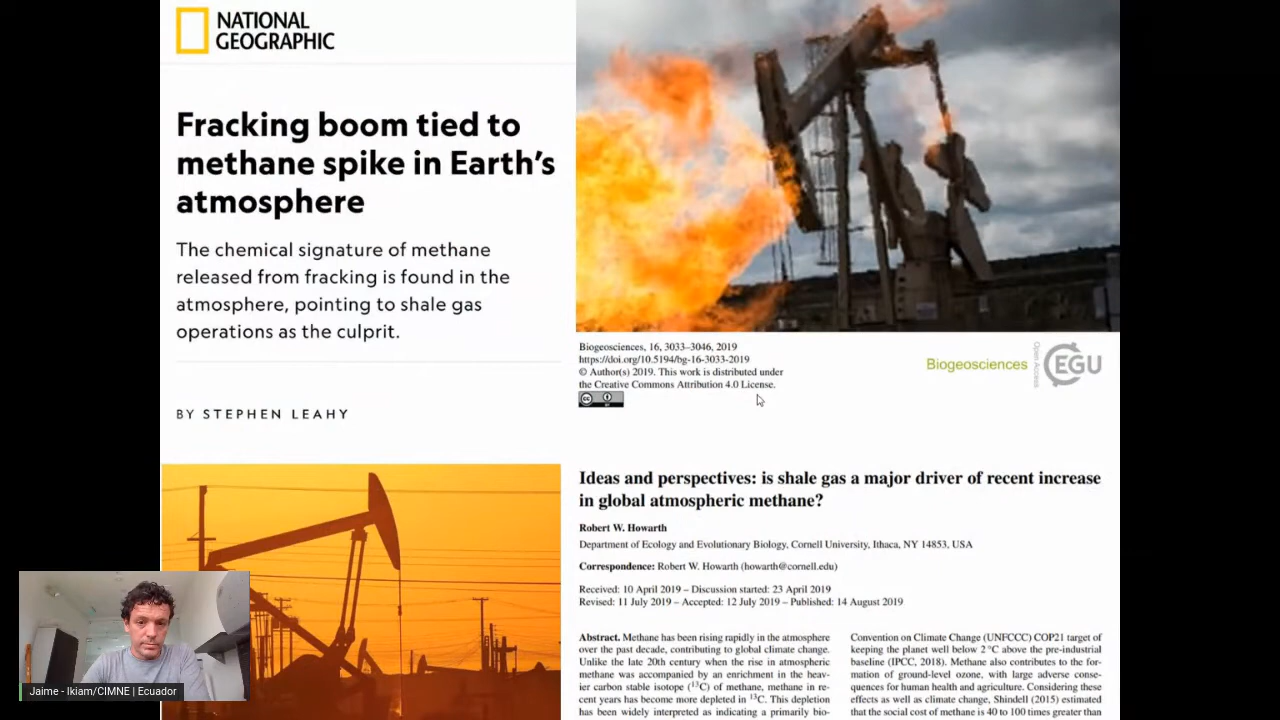 NATIONAL
GEOGRAPHIC
Fracking boom tied to
methane spike in Earth's
atmosphere
The chemical signature of methane
released from fracking is found in the
atmosphere, pointing to shale gas
operations as the culprit.
BY STEPHEN LEAHY
Biogeosciences, 16, 3033–3046, 2019
https://doi.org/10.5194/bg-16-3033-2019
© Author(s) 2019. This work is distributed under
the Creative Commons Attribution 4.0 License.
Biogeosciences
Open Access
EGU
Ideas and perspectives: is shale gas a major driver of recent increase
in global atmospheric methane?
Robert W. Howarth
Department of Ecology and Evolutionary Biology, Cornell University, Ithaca, NY 14853, USA
Correspondence: Robert W. Howarth (howarth@cornell.edu)
Received: 10 April 2019 – Discussion started: 23 April 2019
Revised: 11 July 2019 – Accepted: 12 July 2019 – Published: 14 August 2019
Abstract. Methane has been rising rapidly in the atmosphere
over the past decade, contributing to global climate change.
Unlike the late 20th century when the rise in atmospheric
methane was accompanied by an enrichment in the heav-
ier carbon stable isotope (¹³C) of methane, methane in re-
cent years has become more depleted in ¹³C. This depletion
has been widely interpreted as indicating a primarily bio-
Convention on Climate Change (UNFCCC) COP21 target of
keeping the planet well below 2 °C above the pre-industrial
baseline (IPCC, 2018). Methane also contributes to the for-
mation of ground-level ozone, with large adverse conse-
quences for human health and agriculture. Considering these
effects as well as climate change, Shindell (2015) estimated
that the social cost of methane is 40 to 100 times greater than
Jaime - Ikiam/CIMNE | Ecuador